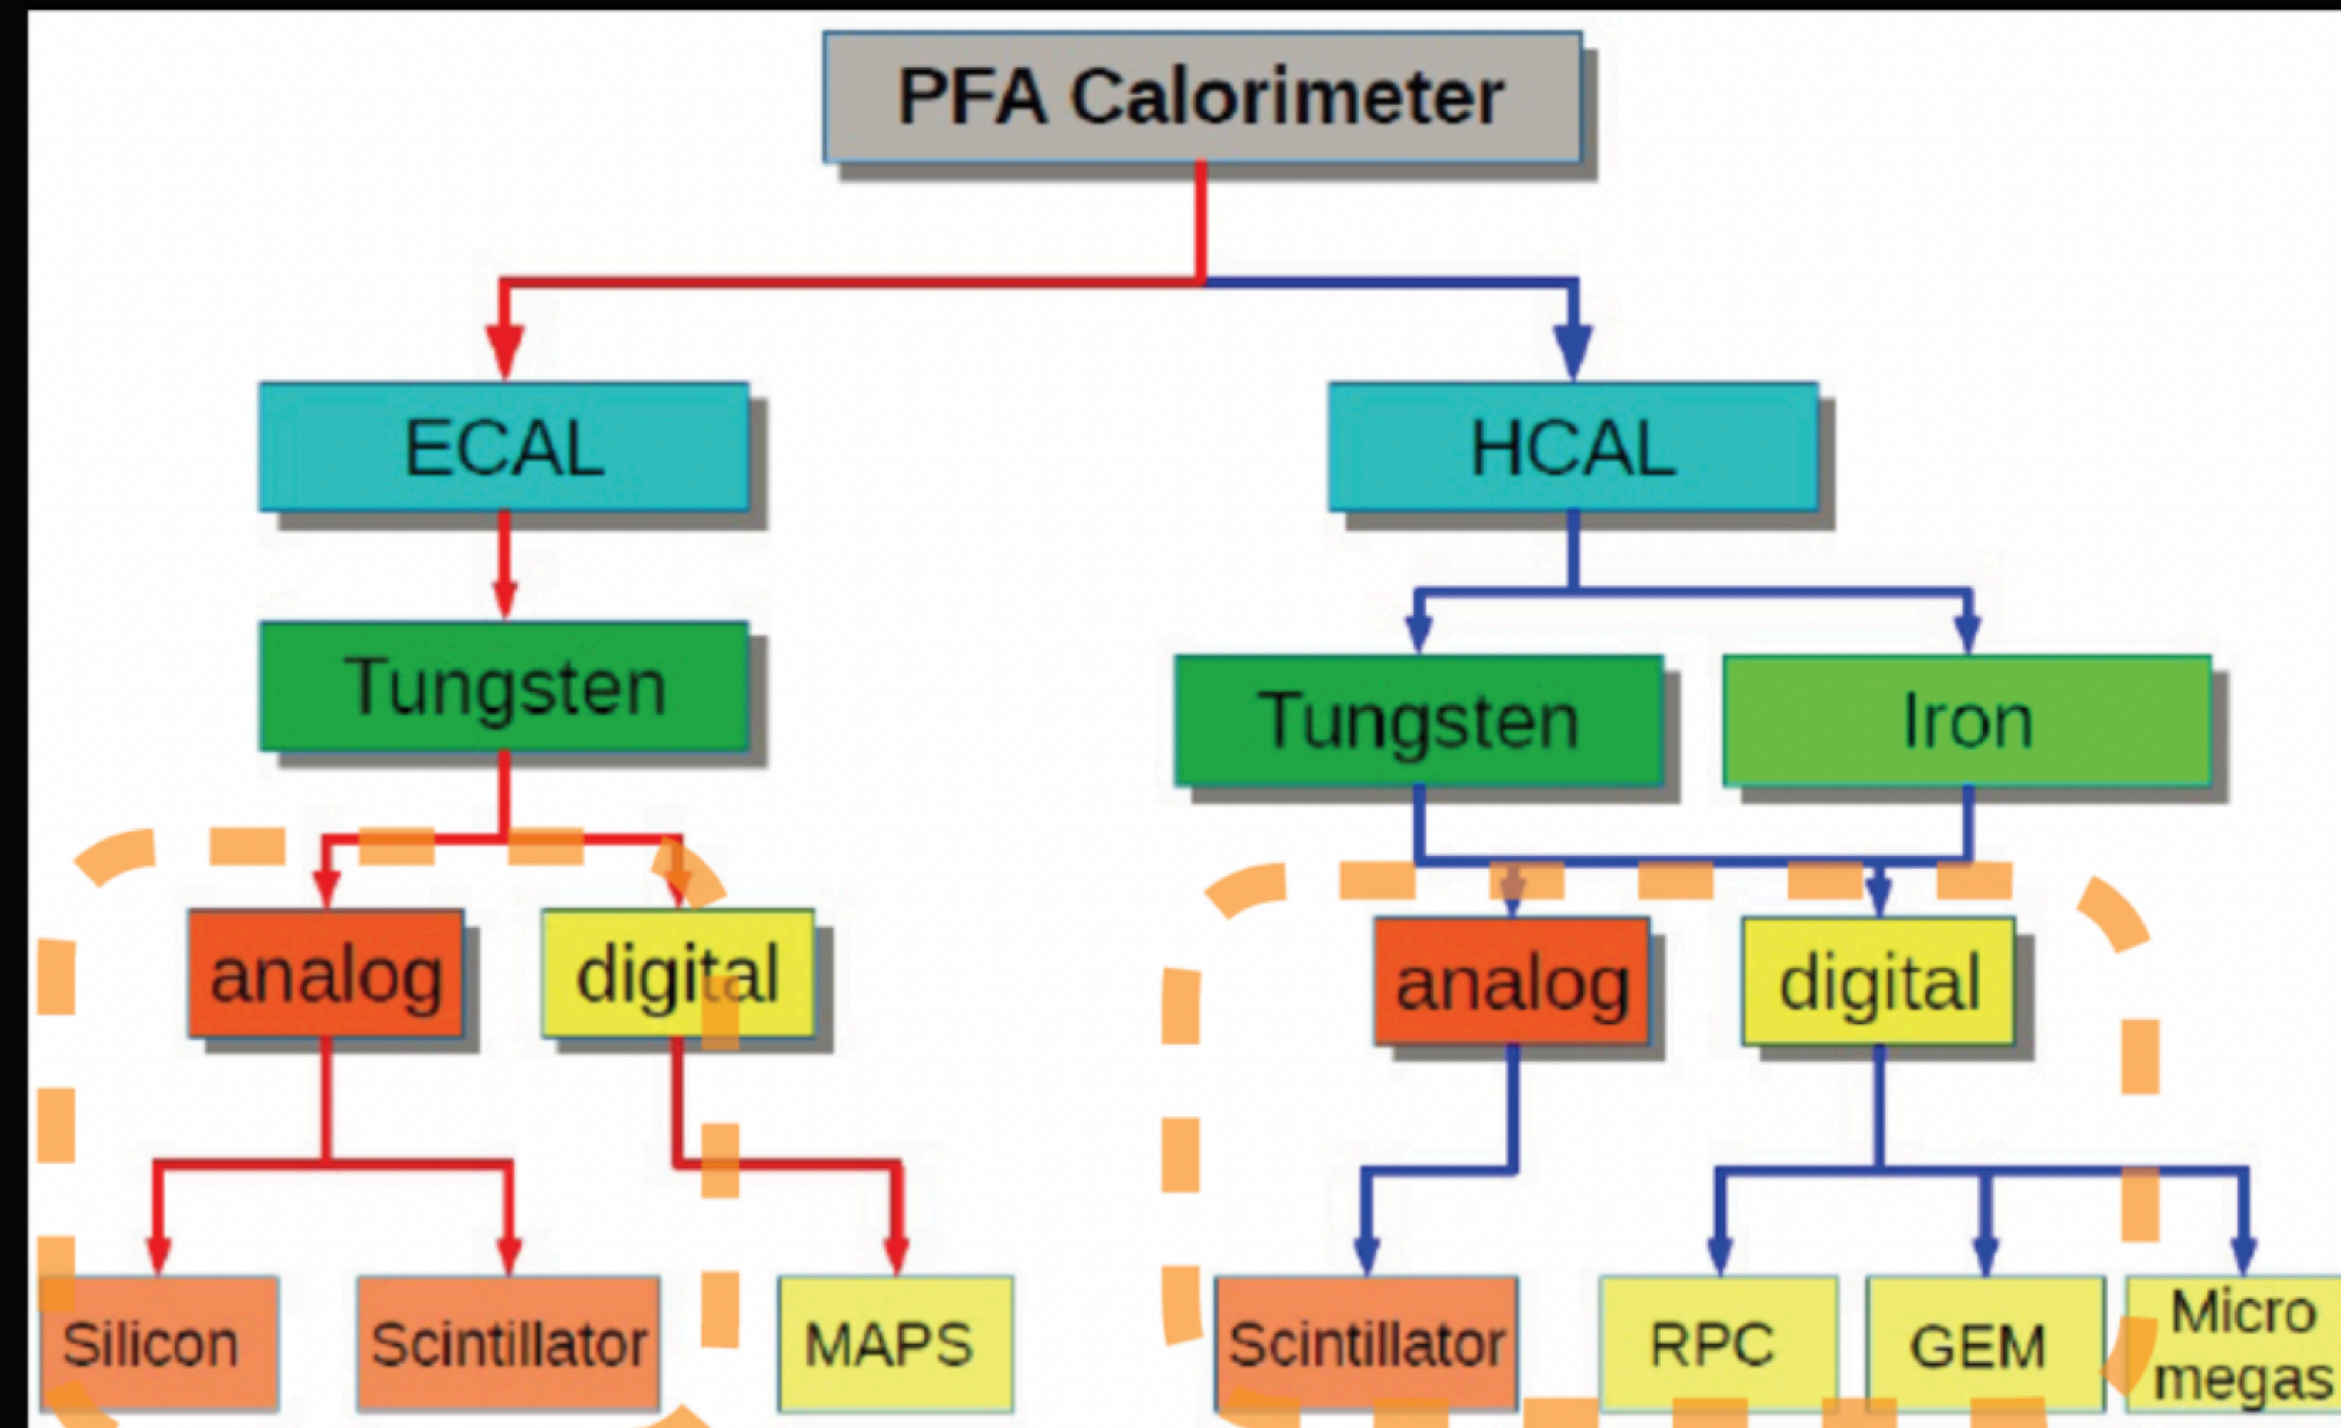 PFA Calorimeter
ECAL
HCAL
Tungsten
Tungsten
Iron
analog
digital
analog
digital
Silicon
Scintillator
MAPS
Scintillator
RPC
GEM
Micro
megas